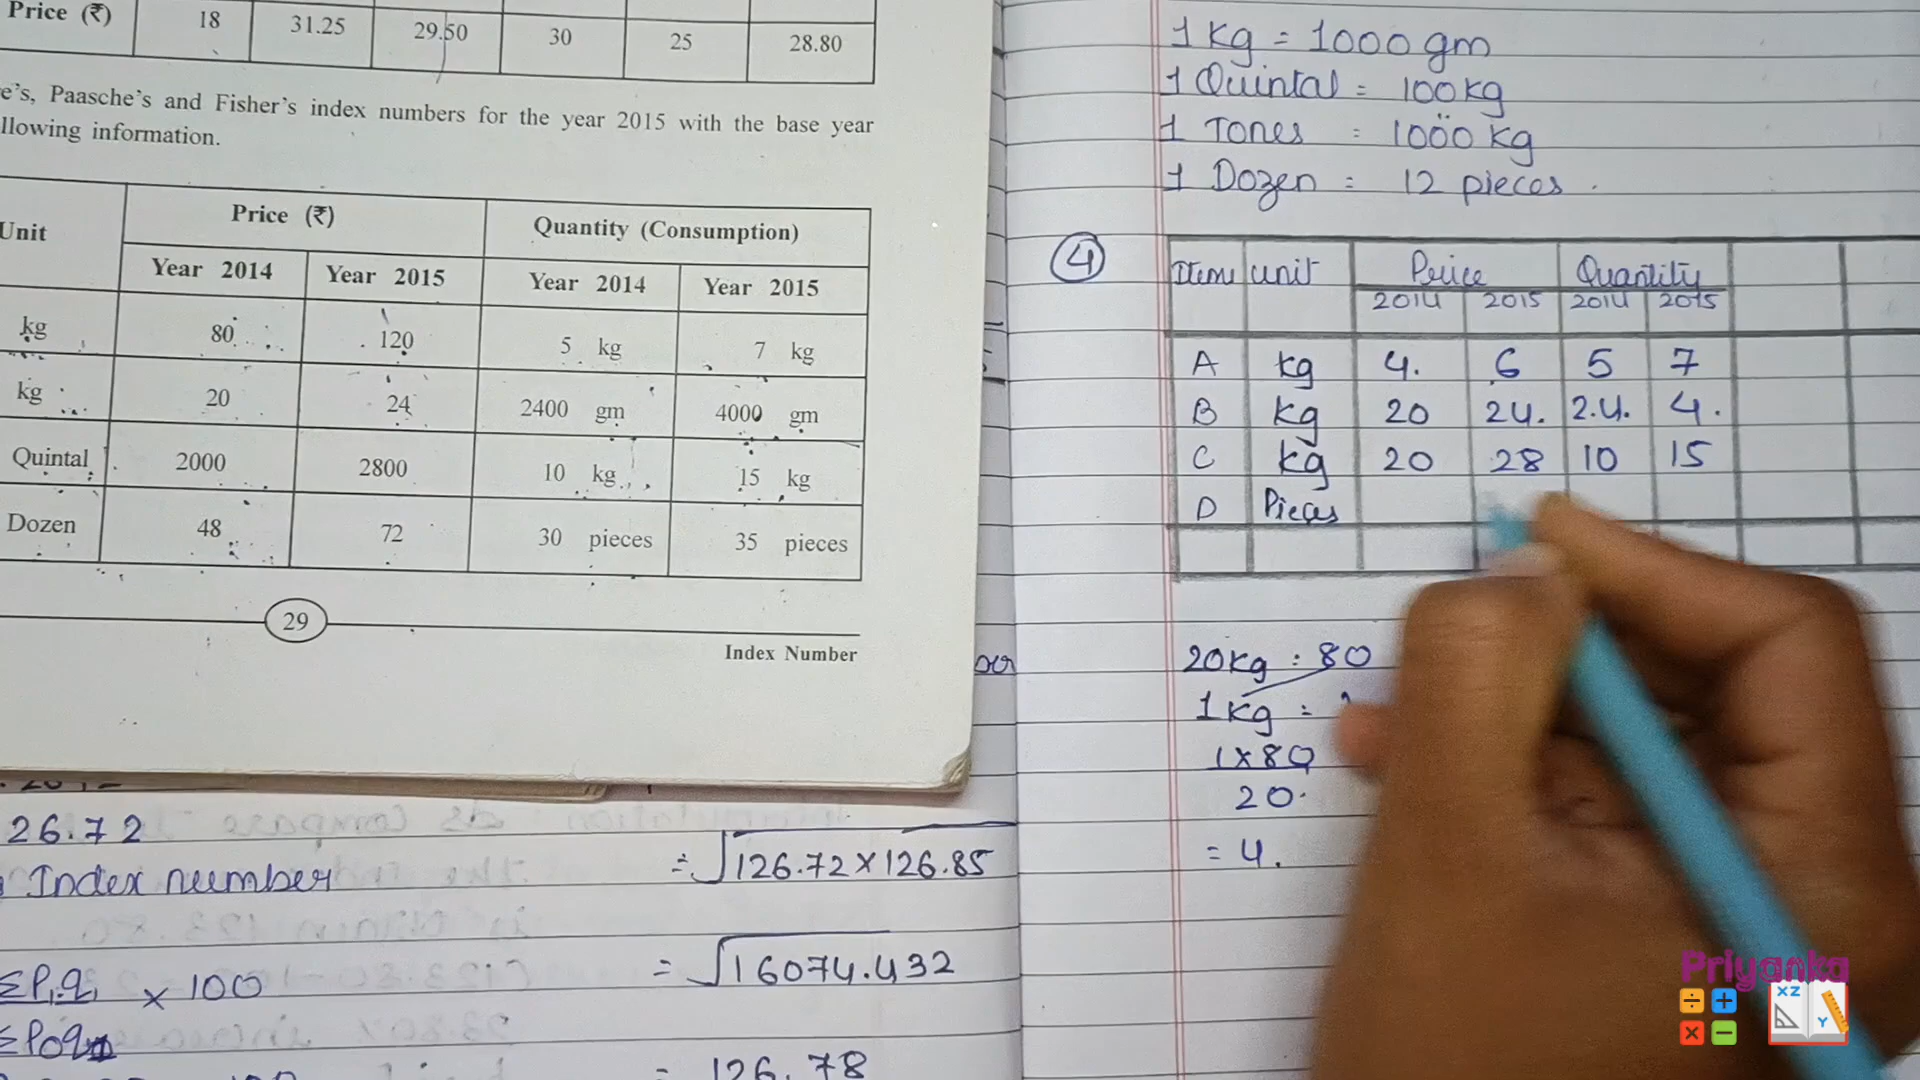 Price (₹) 18 31.25 29.50 30 25 28.80
e's, Paasche's and Fisher's index numbers for the year 2015 with the base year
llowing information.
Unit Price (₹) Quantity (Consumption)
Year 2014 Year 2015 Year 2014 Year 2015
kg 80 120 5 kg 7 kg
kg 20 24 2400 gm 4000 gm
Quintal 2000 2800 10 kg 15 kg
Dozen 48 72 30 pieces 35 pieces
29
Index Number
26.72
Index number
= √126.72 × 126.85
ΣP₁q₁ × 100
ΣP0q
= √16074.432
= 126.78
1 kg = 1000 gm
1 Quintal = 100 kg
1 Tones = 1000 kg
1 Dozen = 12 pieces.
4 Item unit Price Quantity
2014 2015 2014 2015
A kg 4. 6 5 7
B kg 20 24. 2.4. 4.
C kg 20 28 10 15
D Pieces
20kg = 80
1kg =
1×80
20.
= 4.
Priyanka
XZ
Y